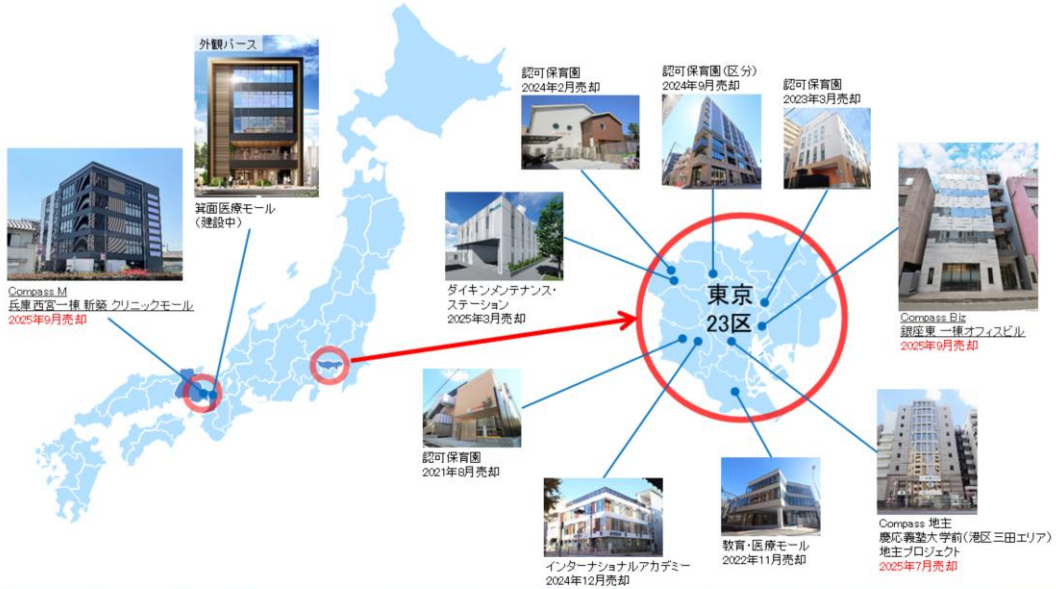 外観パース
箕面医療モール
（建設中）
Compass M
兵庫西宮一棟 新築 クリニックモール
2025年9月売却
認可保育園
2024年2月売却
認可保育園（区分）
2024年9月売却
認可保育園
2023年3月売却
ダイキンメンテナンス・
ステーション
2025年3月売却
東京
23区
Compass Biz
銀座東 一棟オフィスビル
2025年9月売却
認可保育園
2021年8月売却
インターナショナルアカデミー
2024年12月売却
教育・医療モール
2022年11月売却
Compass 地主
慶応義塾大学前（港区三田エリア）
地主プロジェクト
2025年7月売却